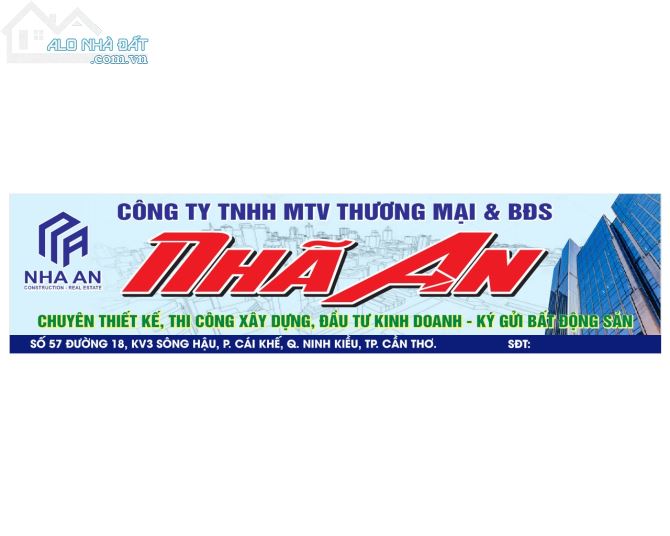 ALO NHÀ ĐẤT
.com.vn
CÔNG TY TNHH MTV THƯƠNG MẠI & BĐS
NHÃ AN
NHA AN
CONSTRUCTION - REAL ESTATE
CHUYÊN THIẾT KẾ, THI CÔNG XÂY DỰNG, ĐẦU TƯ KINH DOANH - KÝ GỬI BẤT ĐỘNG SẢN
SỐ 57 ĐƯỜNG 18, KV3 SÔNG HẬU, P. CÁI KHẾ, Q. NINH KIỀU, TP. CẦN THƠ. SĐT: